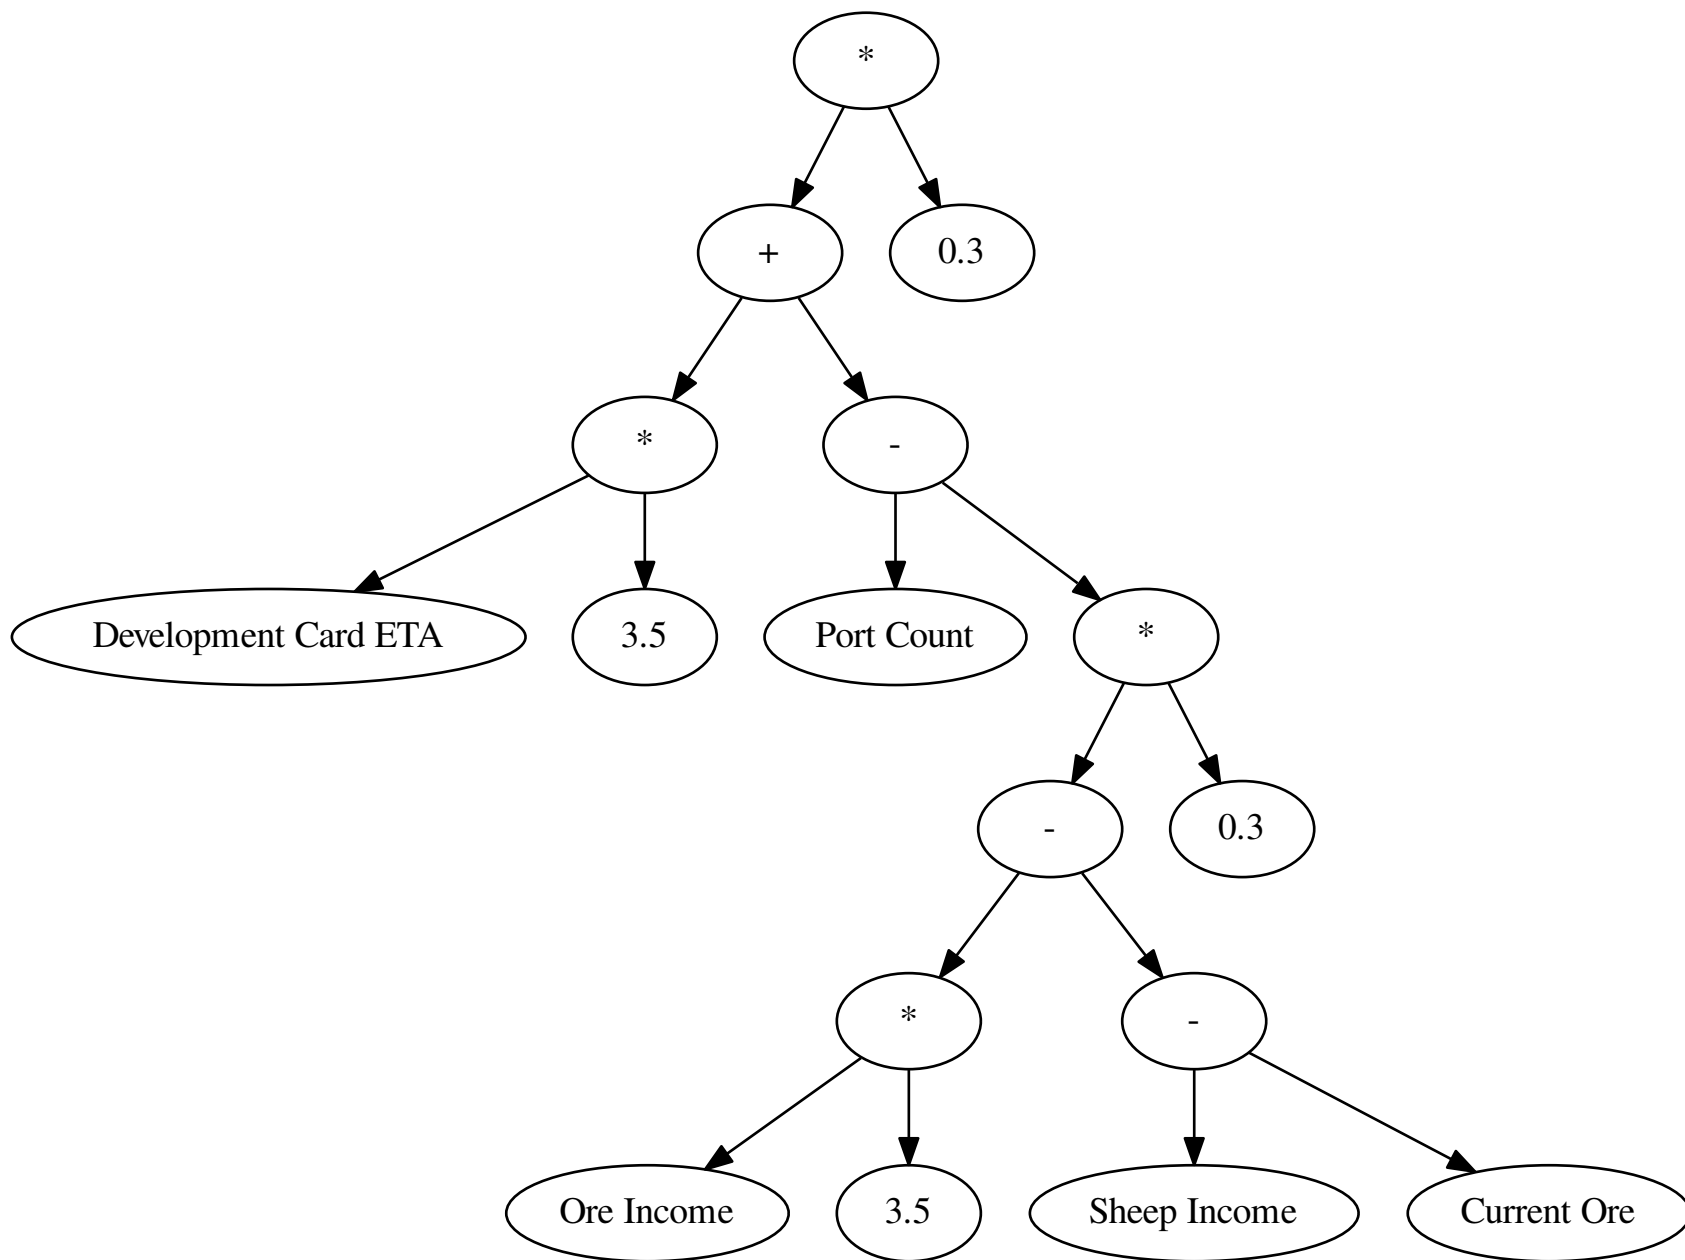 *
+
0.3
*
-
Development Card ETA
3.5
Port Count
*
-
0.3
*
-
Ore Income
3.5
Sheep Income
Current Ore